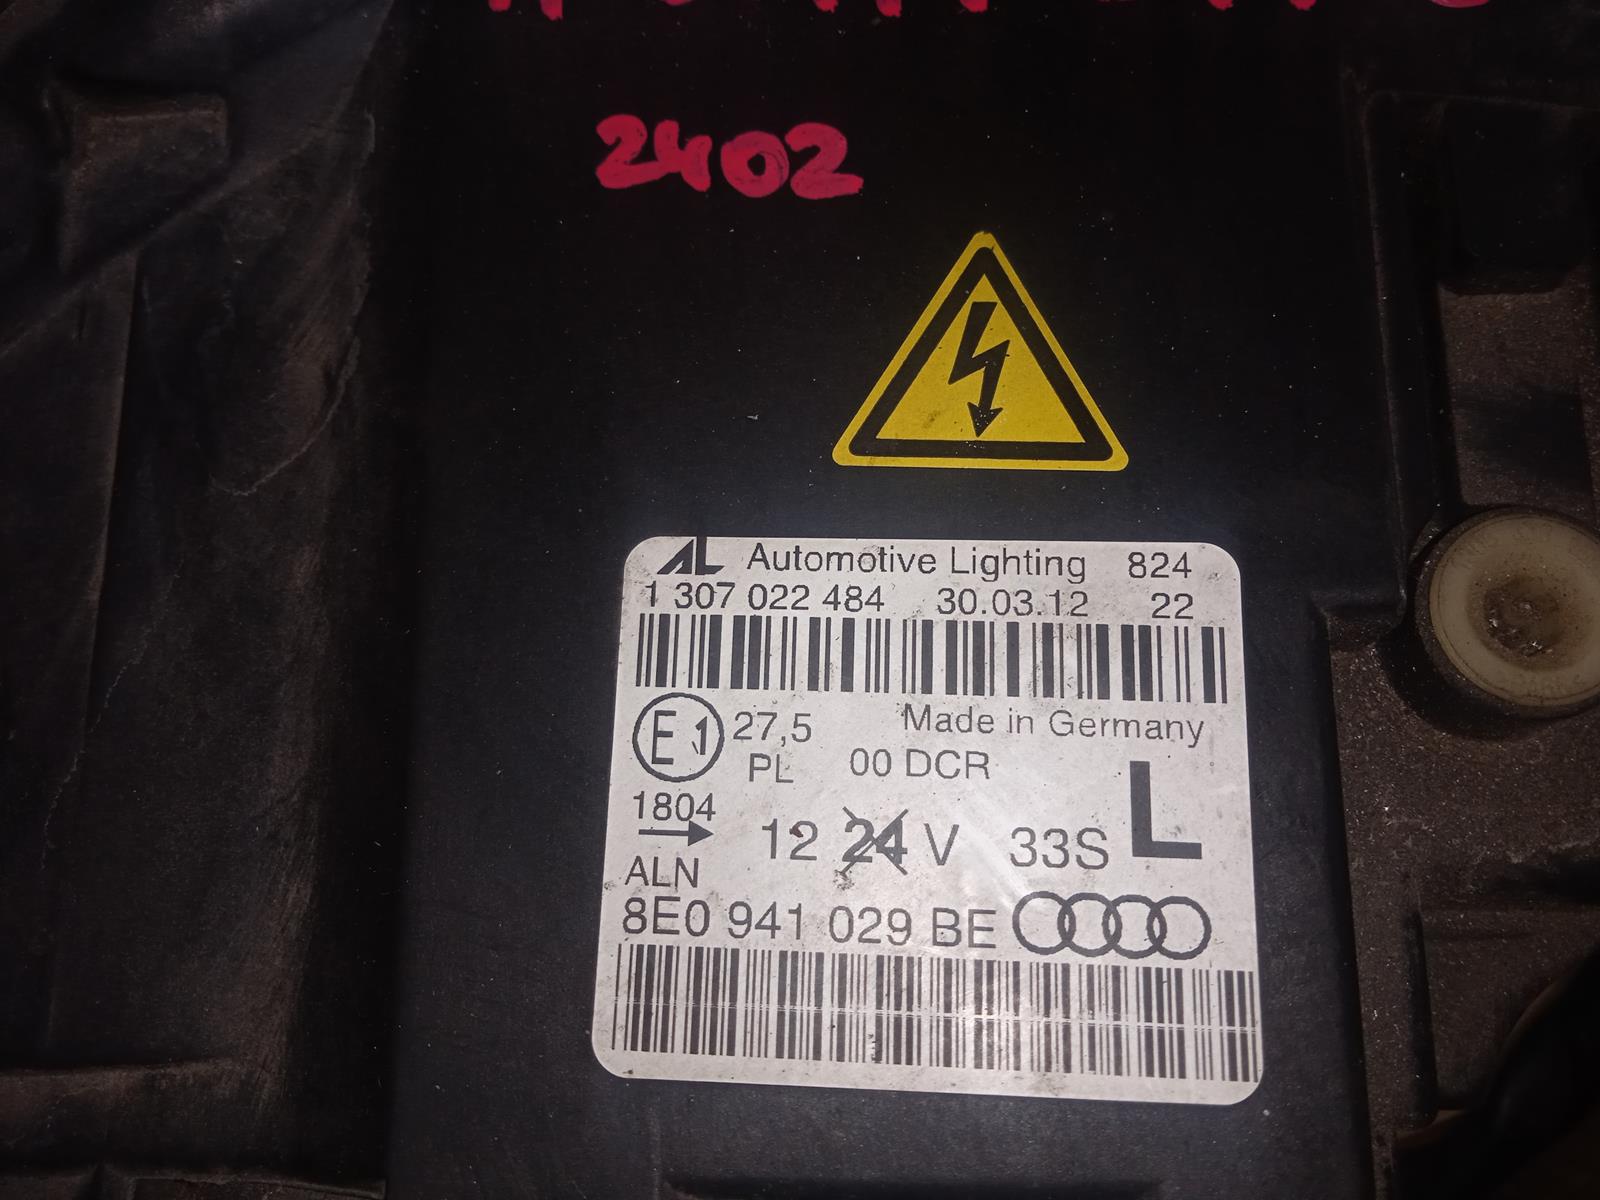 2402
AL Automotive Lighting 824
1 307 022 484 30.03.12 22
E1 27,5 Made in Germany
PL 00 DCR
1804
12 24 V 33S L
ALN
8E0 941 029 BE